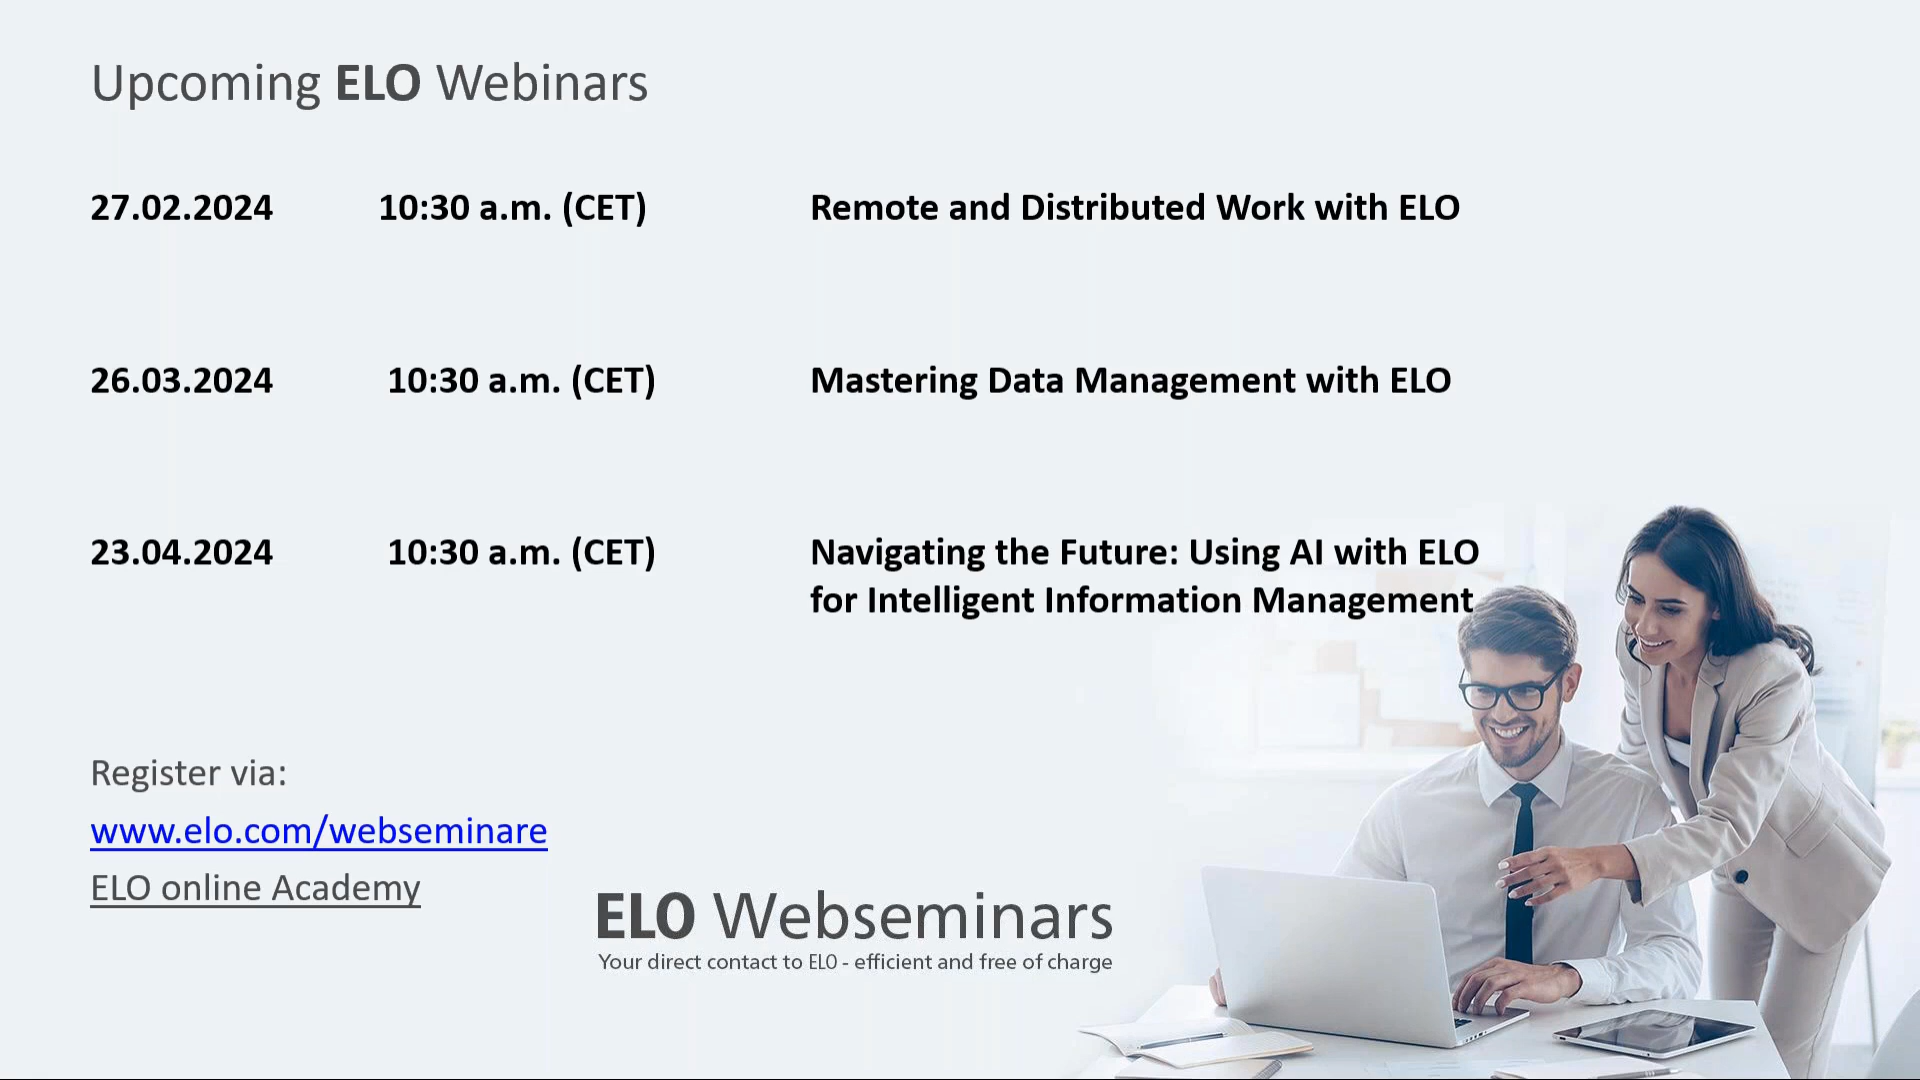 Upcoming ELO Webinars
27.02.2024 10:30 a.m. (CET) Remote and Distributed Work with ELO
26.03.2024 10:30 a.m. (CET) Mastering Data Management with ELO
23.04.2024 10:30 a.m. (CET) Navigating the Future: Using AI with ELO
for Intelligent Information Management
Register via:
www.elo.com/webseminare
ELO online Academy
ELO Webseminars
Your direct contact to ELO - efficient and free of charge